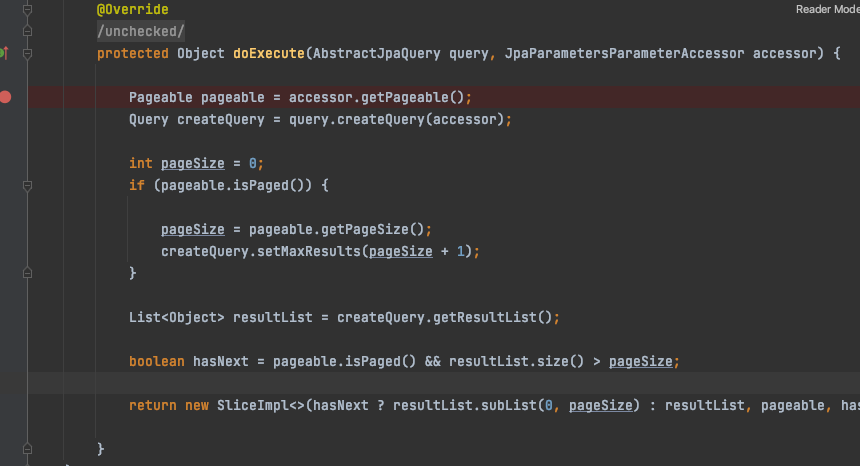 @Override
Reader Mode
/unchecked/
protected Object doExecute(AbstractJpaQuery query, JpaParametersParameterAccessor accessor) {
Pageable pageable = accessor.getPageable();
Query createQuery = query.createQuery(accessor);
int pageSize = 0;
if (pageable.isPaged()) {
pageSize = pageable.getPageSize();
createQuery.setMaxResults(pageSize + 1);
}
List<Object> resultList = createQuery.getResultList();
boolean hasNext = pageable.isPaged() && resultList.size() > pageSize;
return new SliceImpl<>(hasNext ? resultList.subList(0, pageSize) : resultList, pageable, has
}